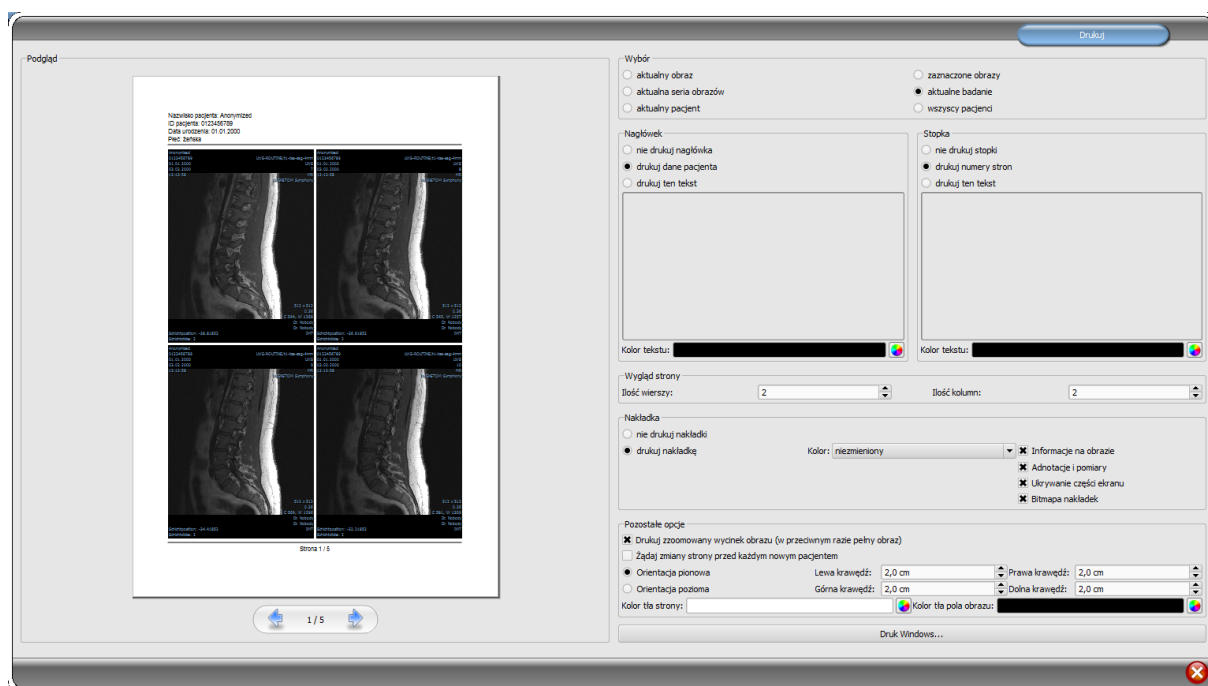 Drukuj
Podgląd
Nazwisko pacjenta: Anonymized
ID pacjenta: 0123456789
Data urodzenia: 01.01.2000
Płeć: żeńska
Anonymized
0123456789
01.01.2000
Strona 1 / 5
1 / 5
Wybór
aktualny obraz
zaznaczone obrazy
aktualna seria obrazów
aktualne badanie
aktualny pacjent
wszyscy pacjenci
Nagłówek
nie drukuj nagłówka
drukuj dane pacjenta
drukuj ten tekst
Kolor tekstu:
Stopka
nie drukuj stopki
drukuj numery stron
drukuj ten tekst
Kolor tekstu:
Wygląd strony
Ilość wierszy: 2 Ilość kolumn: 2
Nakładka
nie drukuj nakładki
drukuj nakładkę Kolor: niezmieniony Informacje na obrazie
Adnotacje i pomiary
Ukrywanie części ekranu
Bitmapa nakładek
Pozostałe opcje
Drukuj zzoomowany wycinek obrazu (w przeciwnym razie pełny obraz)
Żądaj zmiany strony przed każdym nowym pacjentem
Orientacja pionowa Lewa krawędź: 2,0 cm Prawa krawędź: 2,0 cm
Orientacja pozioma Górna krawędź: 2,0 cm Dolna krawędź: 2,0 cm
Kolor tła strony: Kolor tła pola obrazu:
Druk Windows...